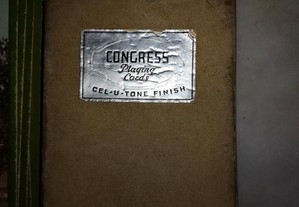 CONGRESS
Playing
Cards
CEL-U-TONE FINISH